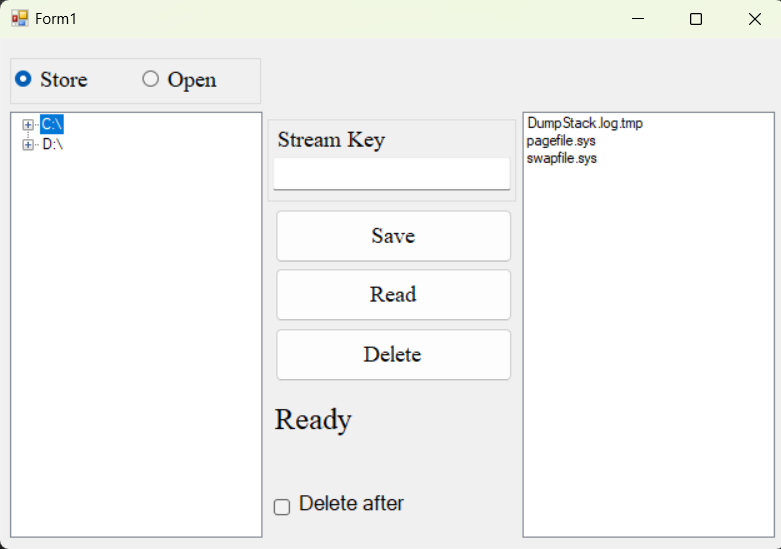 Form1
Store
Open
C:\
D:\
Stream Key
Save
Read
Delete
Ready
Delete after
DumpStack.log.tmp
pagefile.sys
swapfile.sys